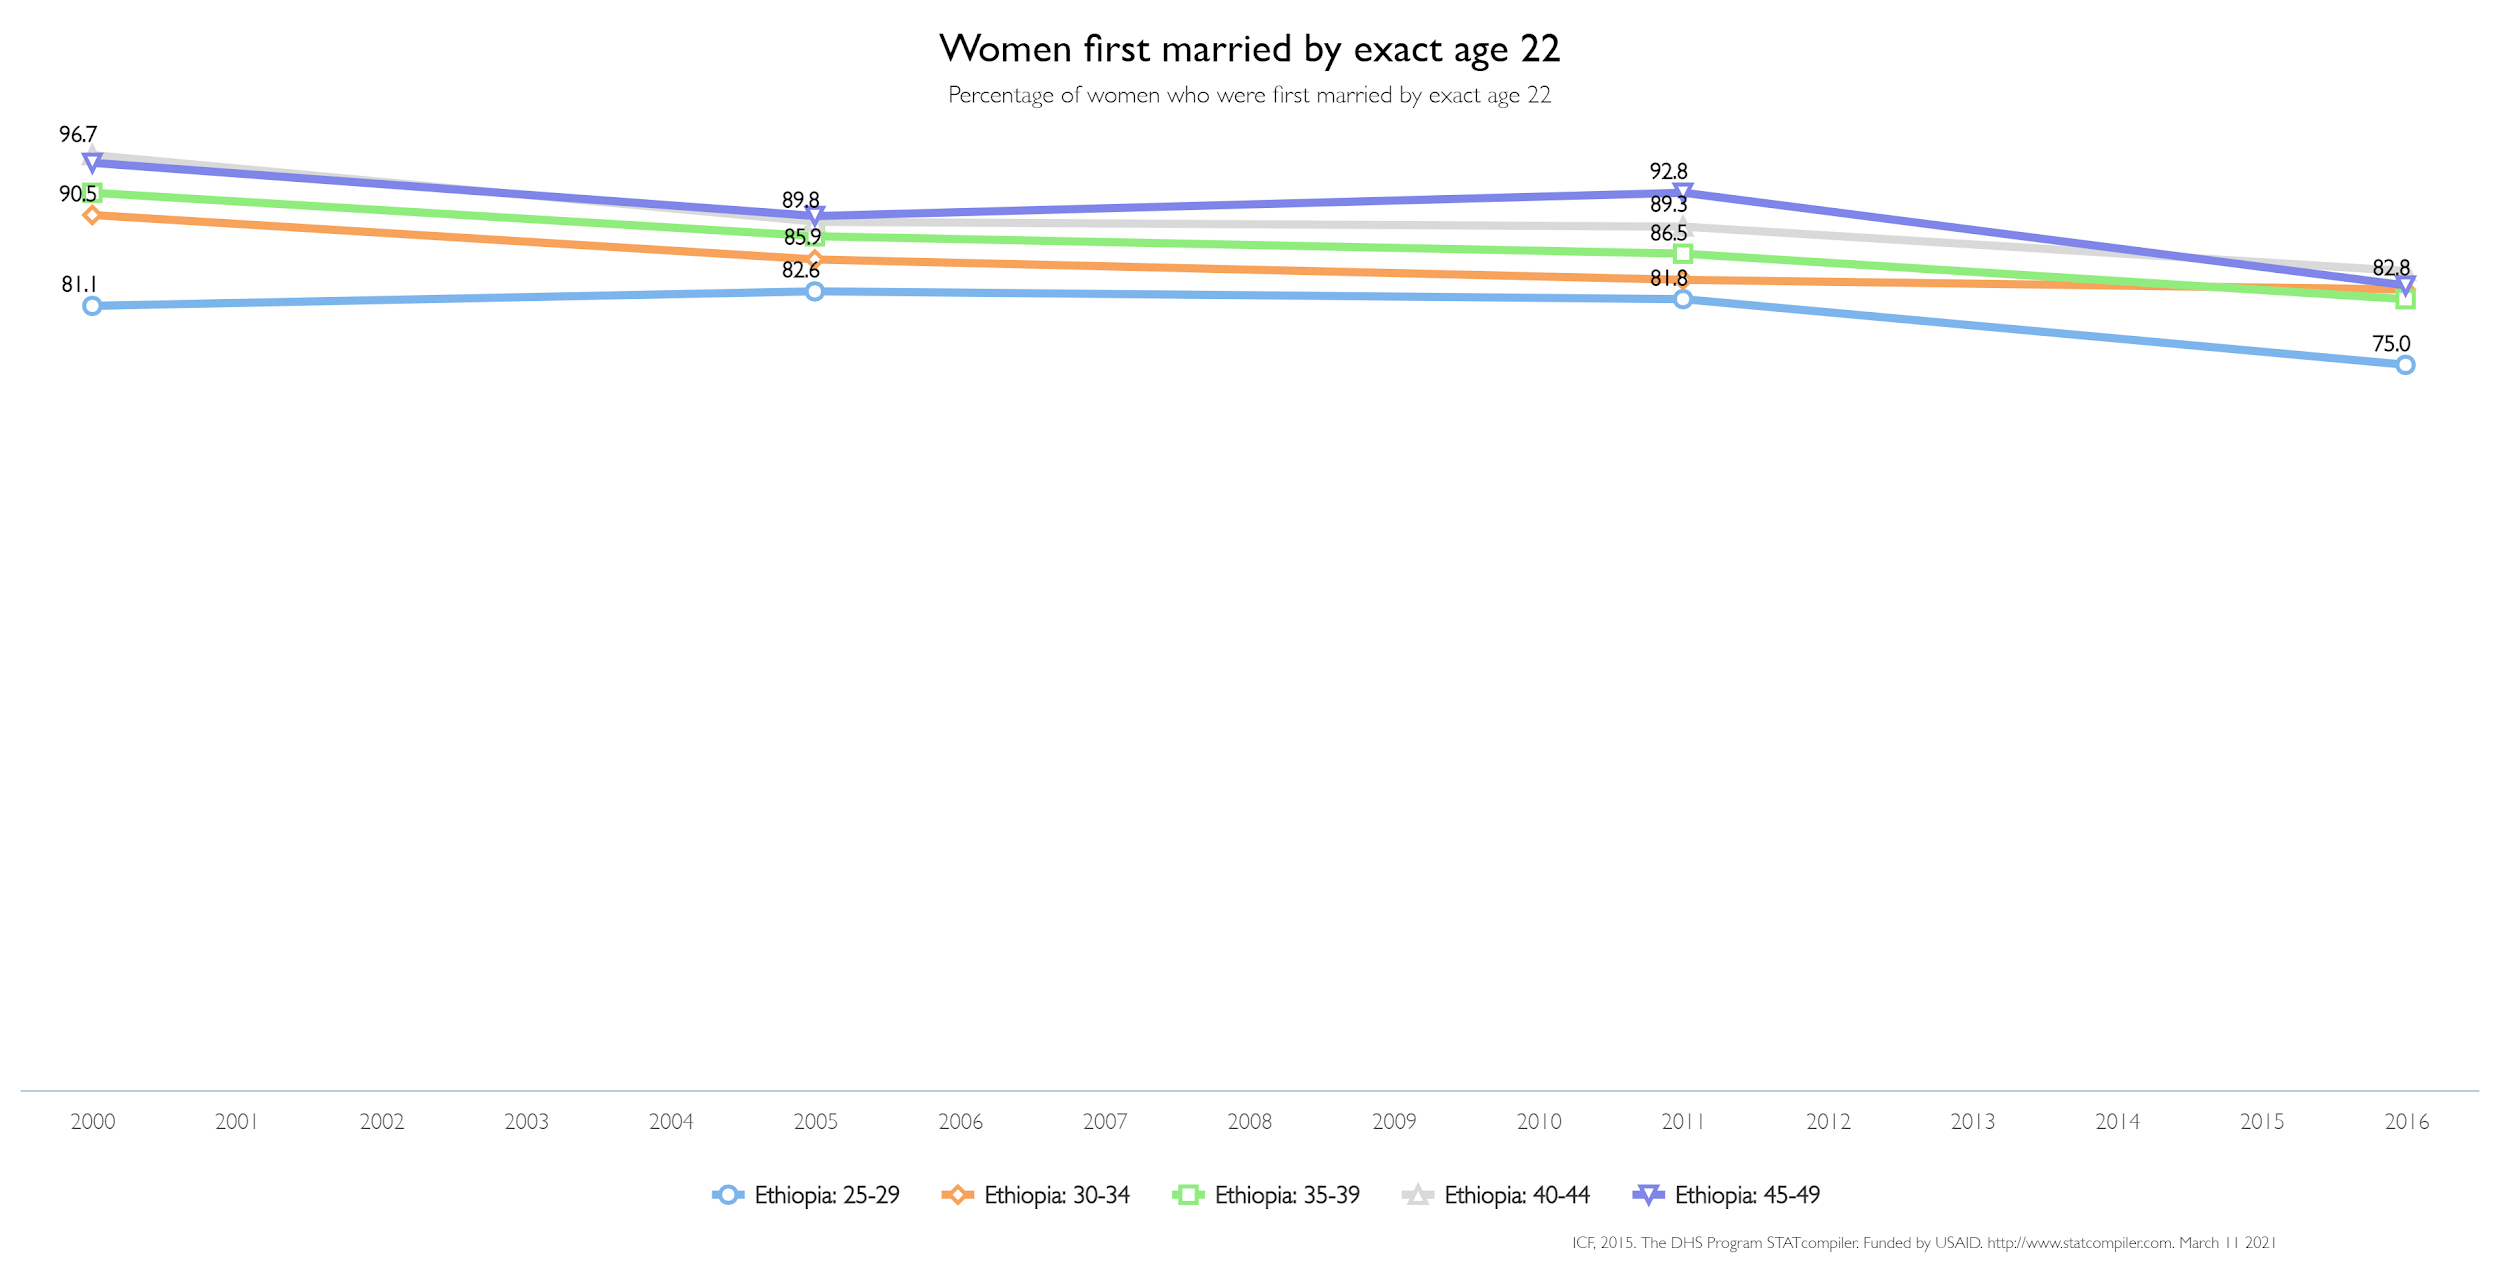 Women first married by exact age 22
Percentage of women who were first married by exact age 22
96.7
90.5
81.1
89.8
85.9
82.6
92.8
89.3
86.5
81.8
82.8
75.0
2000 2001 2002 2003 2004 2005 2006 2007 2008 2009 2010 2011 2012 2013 2014 2015 2016
Ethiopia: 25-29 Ethiopia: 30-34 Ethiopia: 35-39 Ethiopia: 40-44 Ethiopia: 45-49
ICF, 2015. The DHS Program STATcompiler. Funded by USAID. http://www.statcompiler.com. March 11 2021